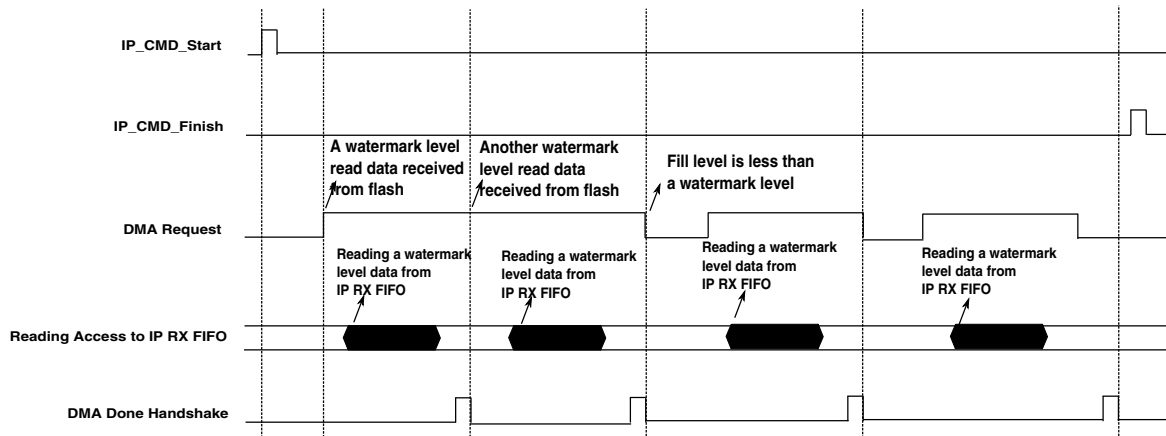 IP_CMD_Start
IP_CMD_Finish
A watermark level
read data received
from flash
Another watermark
level read data
received from flash
Fill level is less than
a watermark level
DMA Request
Reading a watermark
level data from
IP RX FIFO
Reading a watermark
level data from
IP RX FIFO
Reading a watermark
level data from
IP RX FIFO
Reading a watermark
level data from
IP RX FIFO
Reading Access to IP RX FIFO
DMA Done Handshake